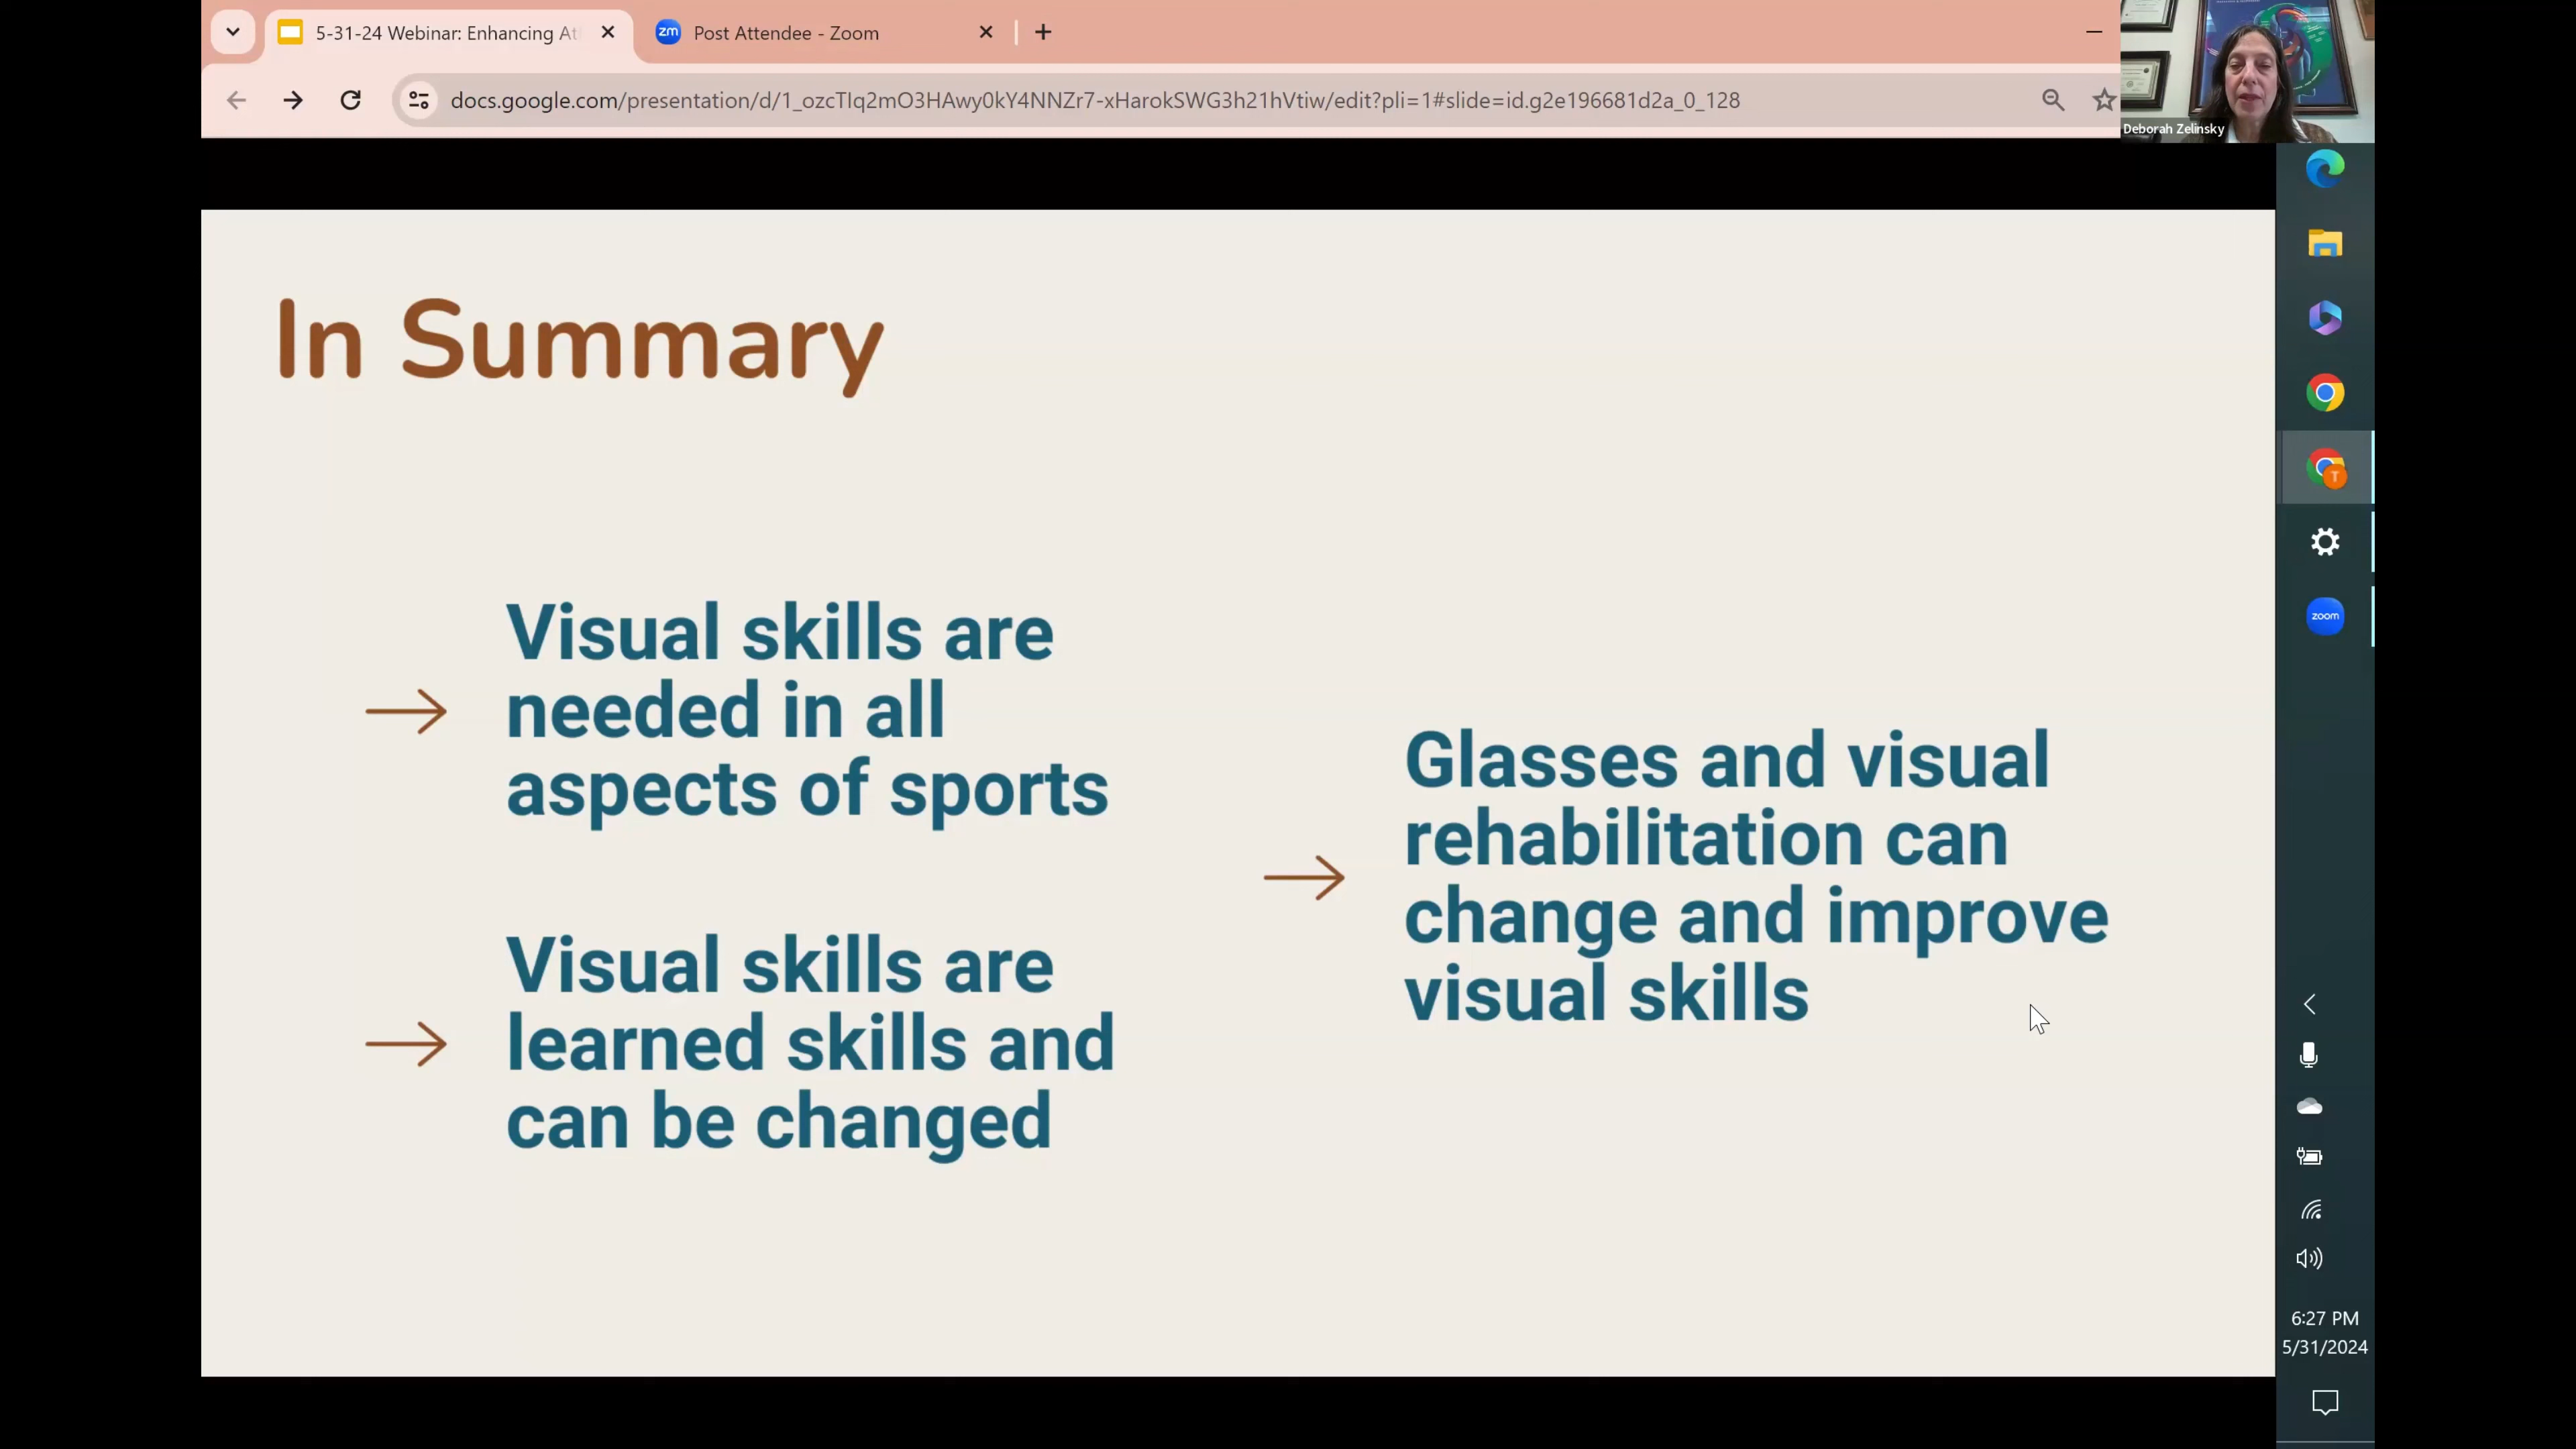 5-31-24 Webinar: Enhancing At
zm
Post Attendee - Zoom
docs.google.com/presentation/d/1_ozcTIq2mO3HAwy0kY4NNZr7-xHarokSWG3h21hVtiw/edit?pli=1#slide=id.g2e196681d2a_0_128
Deborah Zelinsky
In Summary
Visual skills are
needed in all
aspects of sports
Visual skills are
learned skills and
can be changed
Glasses and visual
rehabilitation can
change and improve
visual skills
T
zoom
6:27 PM
5/31/2024